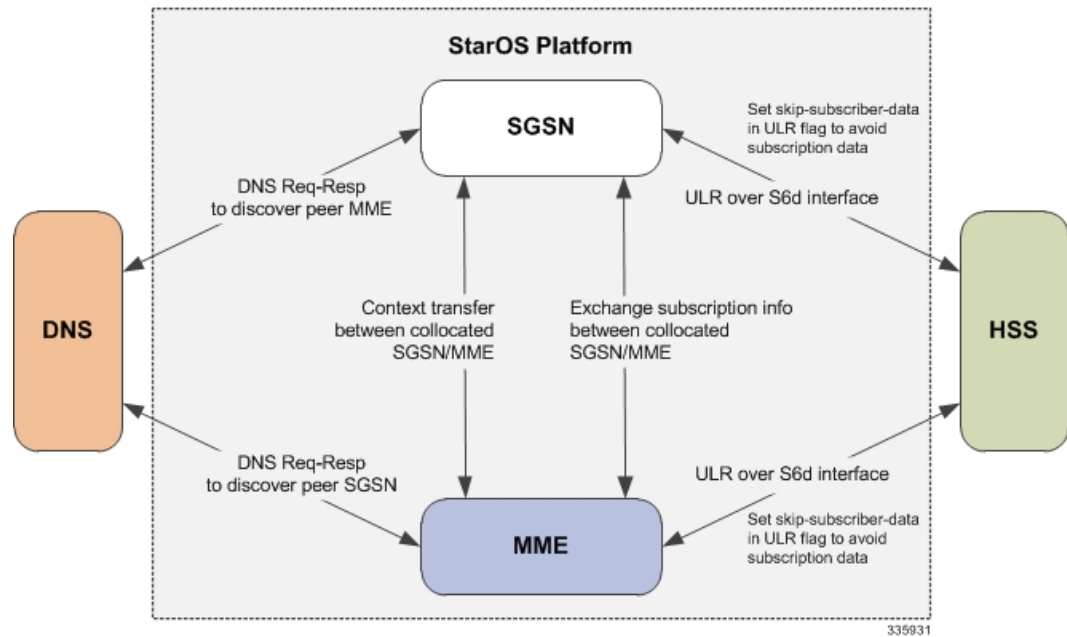 StarOS Platform
SGSN
Set skip-subscriber-data
in ULR flag to avoid
subscription data
DNS Req-Resp
to discover peer MME
ULR over S6d interface
DNS
Context transfer
between collocated
SGSN/MME
Exchange subscription info
between collocated
SGSN/MME
HSS
DNS Req-Resp
to discover peer SGSN
ULR over S6d interface
MME
Set skip-subscriber-data
in ULR flag to avoid
subscription data
335931